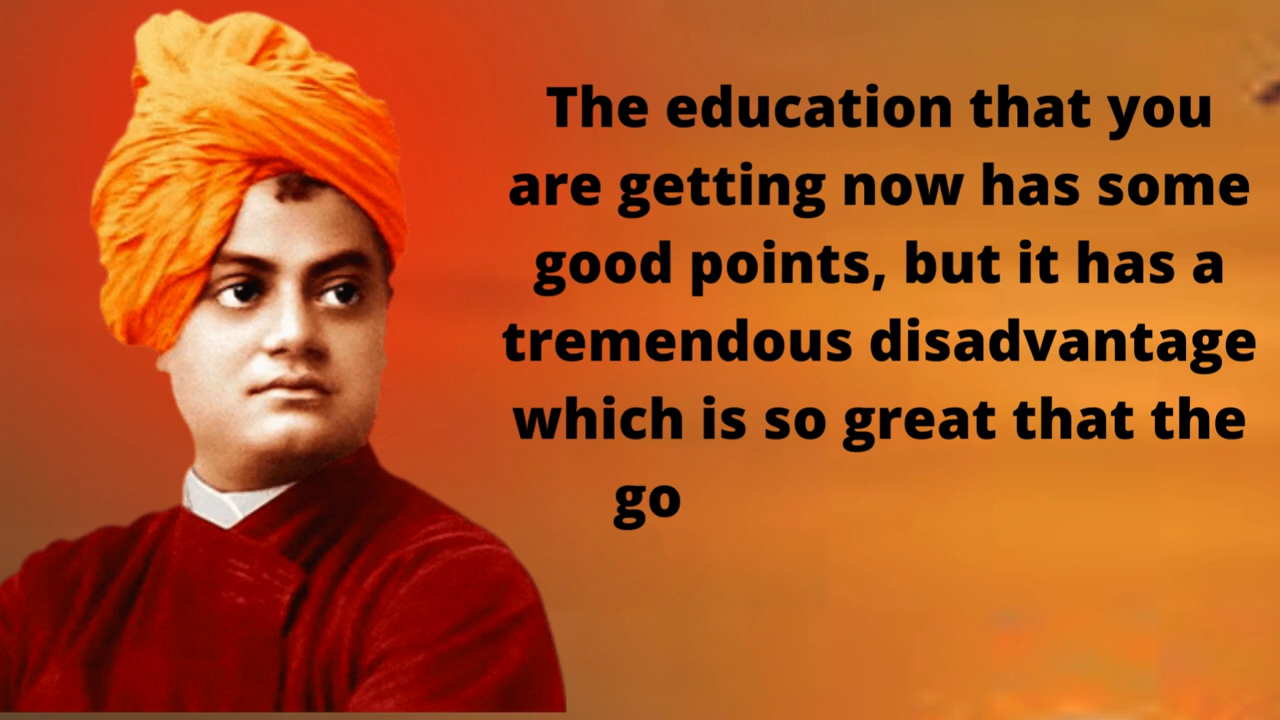 The education that you
are getting now has some
good points, but it has a
tremendous disadvantage
which is so great that the
go